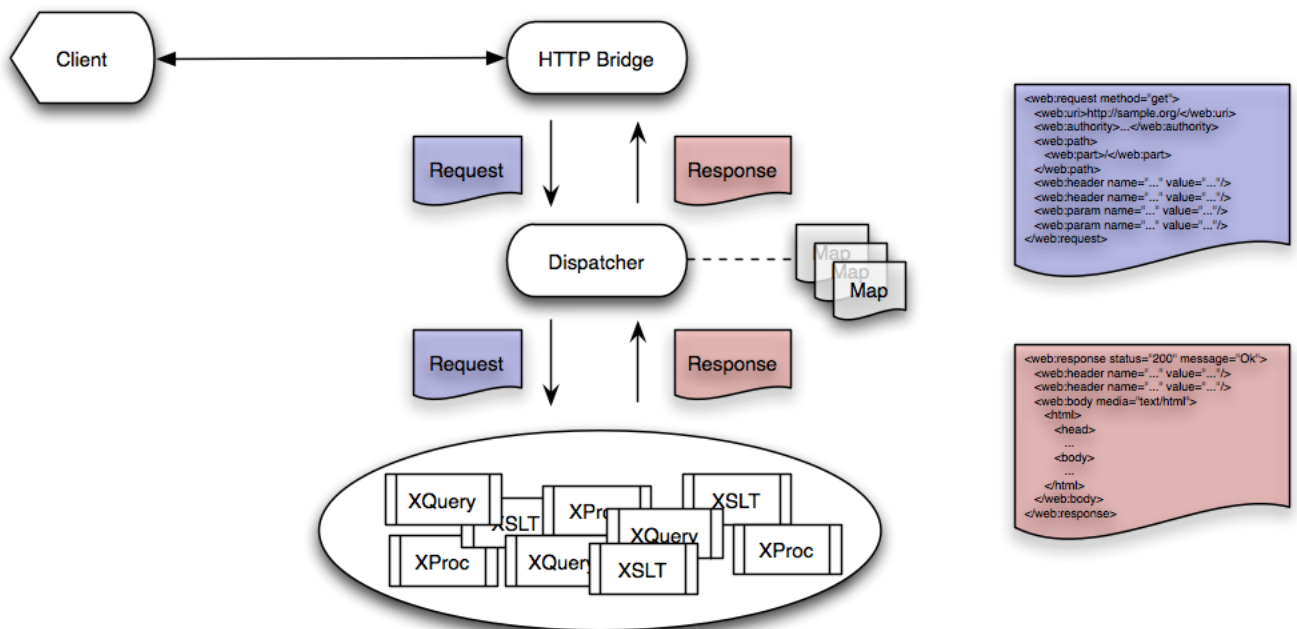 Client
HTTP Bridge
Request
Response
Dispatcher
Map
Map
Map
Request
Response
XQuery
XSLT
XProc
XQuery
XSLT
XProc
XQuery
XSLT
XProc
<web:request method="get">
<web:uri>http://sample.org/</web:uri>
<web:authority>...</web:authority>
<web:path>
<web:part>/</web:part>
</web:path>
<web:header name="..." value="..."/>
<web:header name="..." value="..."/>
<web:param name="..." value="..."/>
<web:param name="..." value="..."/>
</web:request>
<web:response status="200" message="Ok">
<web:header name="..." value="..."/>
<web:header name="..." value="..."/>
<web:body media="text/html">
<html>
<head>
...
<body>
...
</html>
</web:body>
</web:response>